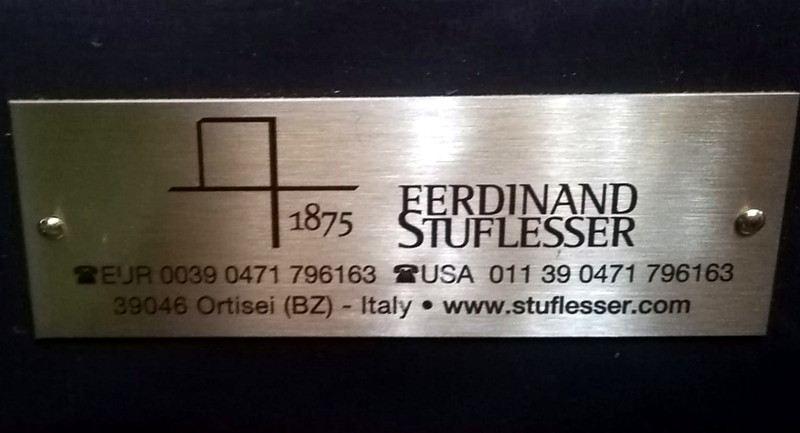 1875
FERDINAND
STUFLESSER
☎EUR 0039 0471 796163 ☎USA 011 39 0471 796163
39046 Ortisei (BZ) - Italy • www.stuflesser.com